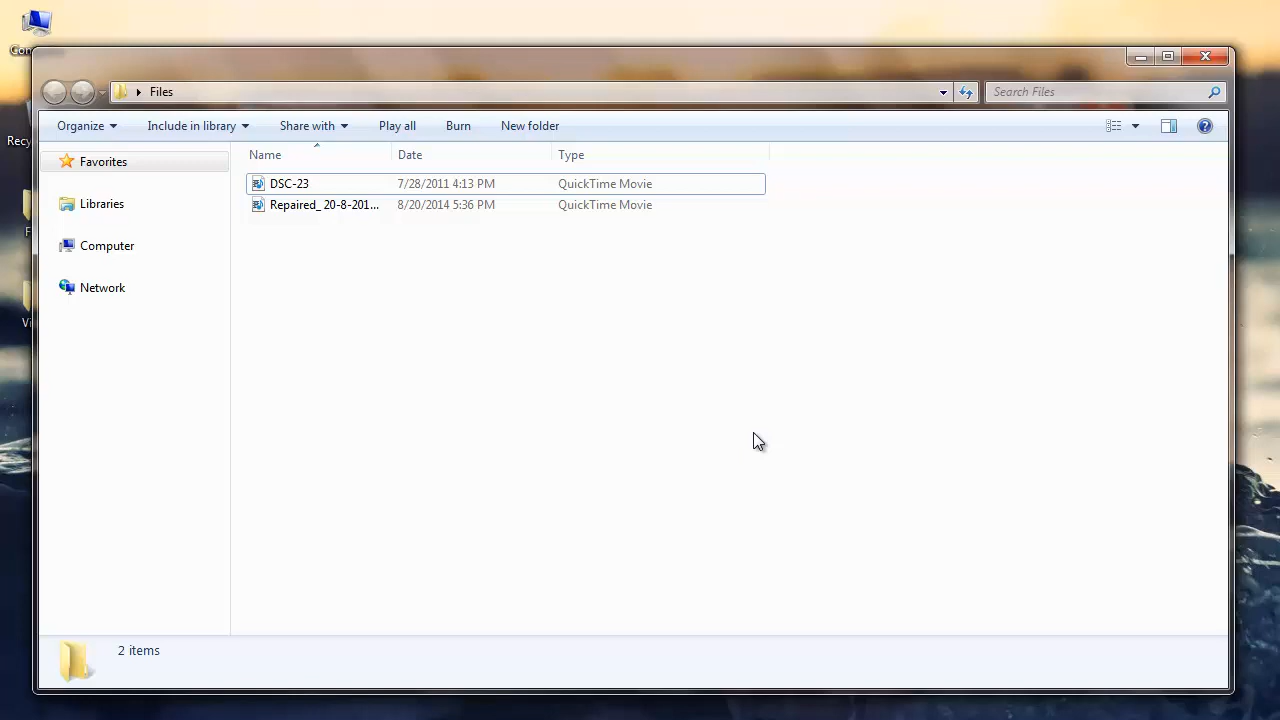 Files
Search Files
Organize Include in library Share with Play all Burn New folder
Favorites
Libraries
Computer
Network
Name Date Type
DSC-23 7/28/2011 4:13 PM QuickTime Movie
Repaired_ 20-8-201... 8/20/2014 5:36 PM QuickTime Movie
2 items